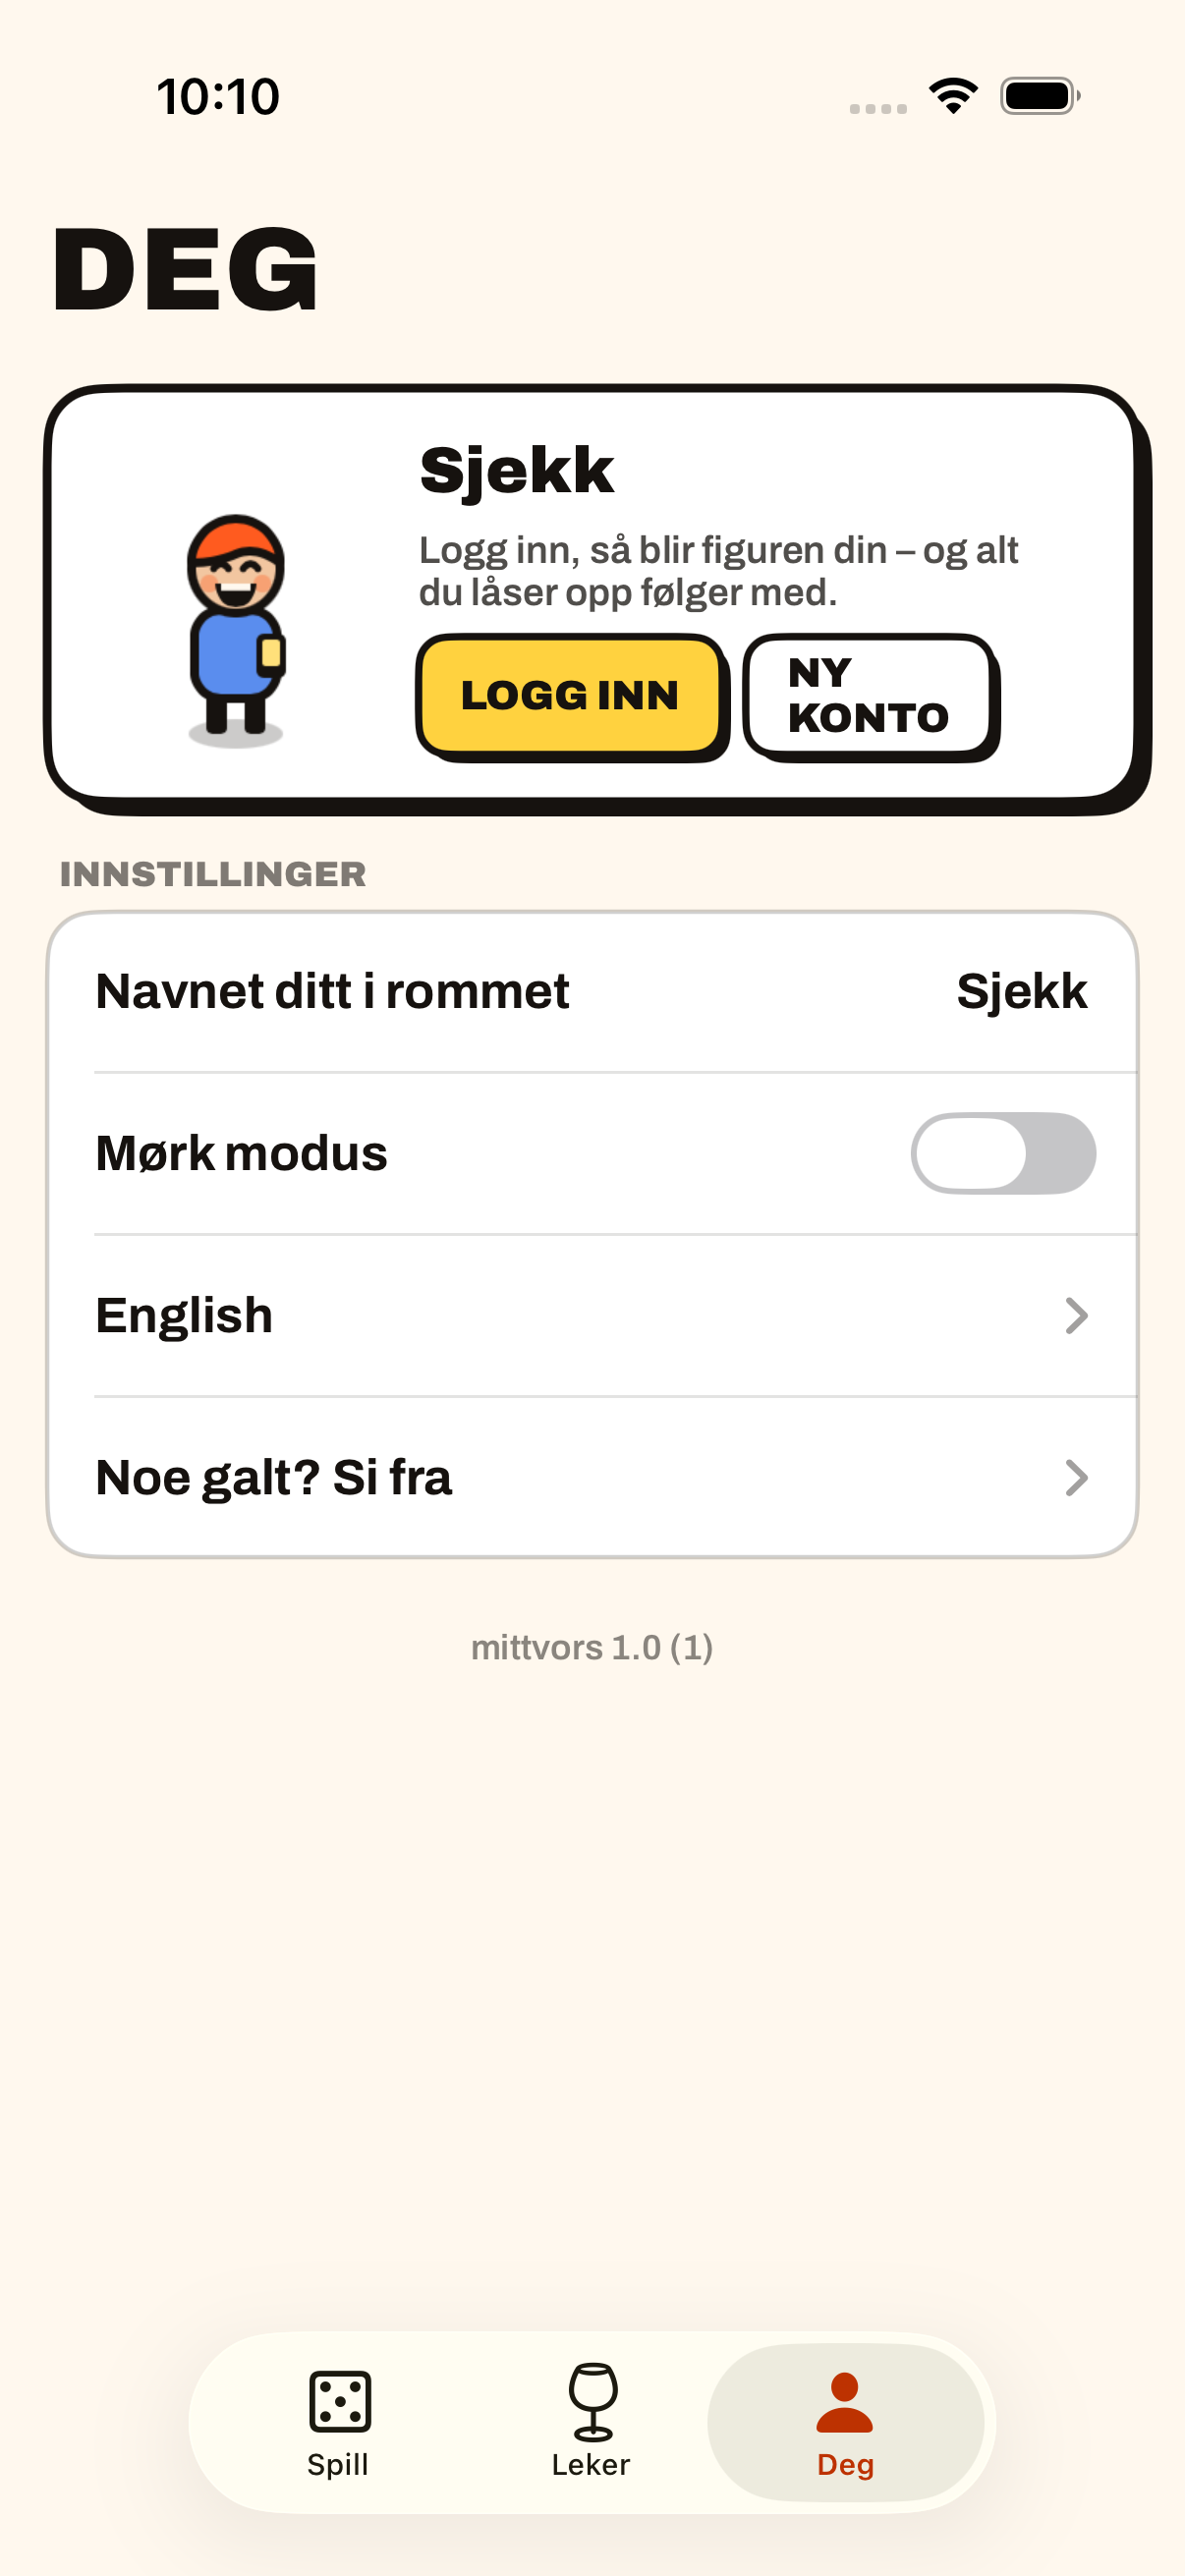 10:10
DEG
Sjekk
Logg inn, så blir figuren din – og alt
du låser opp følger med.
LOGG INN
NY
KONTO
INNSTILLINGER
Navnet ditt i rommet
Sjekk
Mørk modus
English
Noe galt? Si fra
mittvors 1.0 (1)
Spill
Leker
Deg